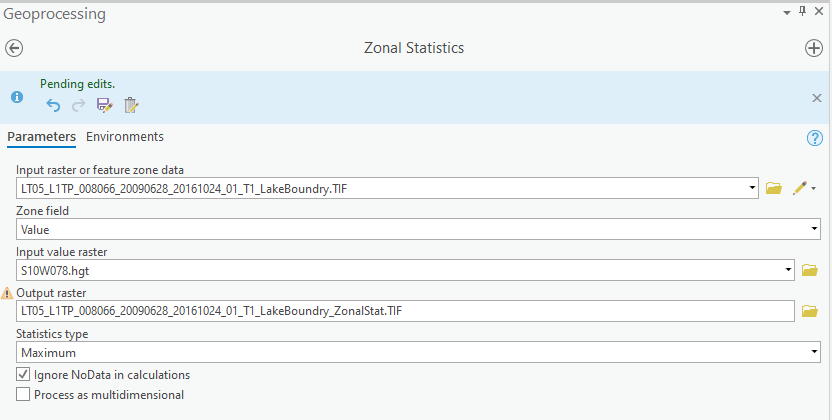 Geoprocessing
Zonal Statistics
Pending edits.
Parameters Environments
Input raster or feature zone data
LT05_L1TP_008066_20090628_20161024_01_T1_LakeBoundry.TIF
Zone field
Value
Input value raster
S10W078.hgt
Output raster
LT05_L1TP_008066_20090628_20161024_01_T1_LakeBoundry_ZonalStat.TIF
Statistics type
Maximum
Ignore NoData in calculations
Process as multidimensional